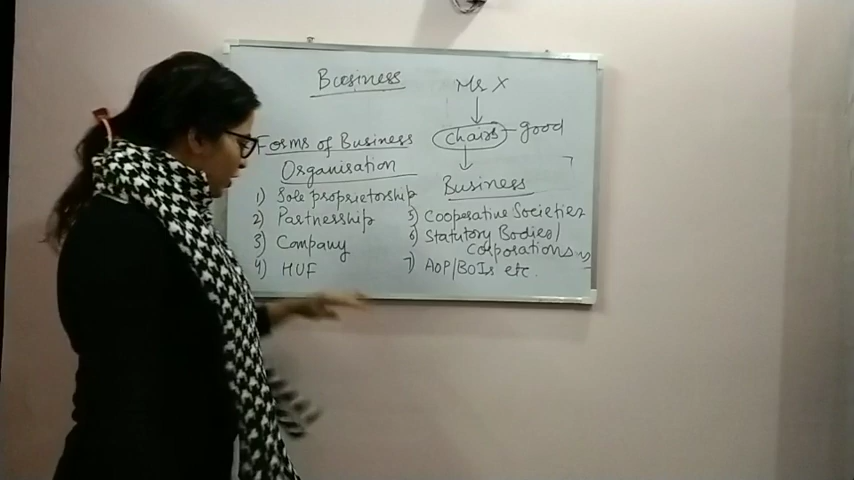 Business
Mr X
chairs - good
Business
Forms of Business
Organisation
1) Sole proprietorship
2) Partnership
3) Company
4) HUF
5) Cooperative Societies
6) Statutory Bodies/
Corporations
7) AOP/BOIs etc.